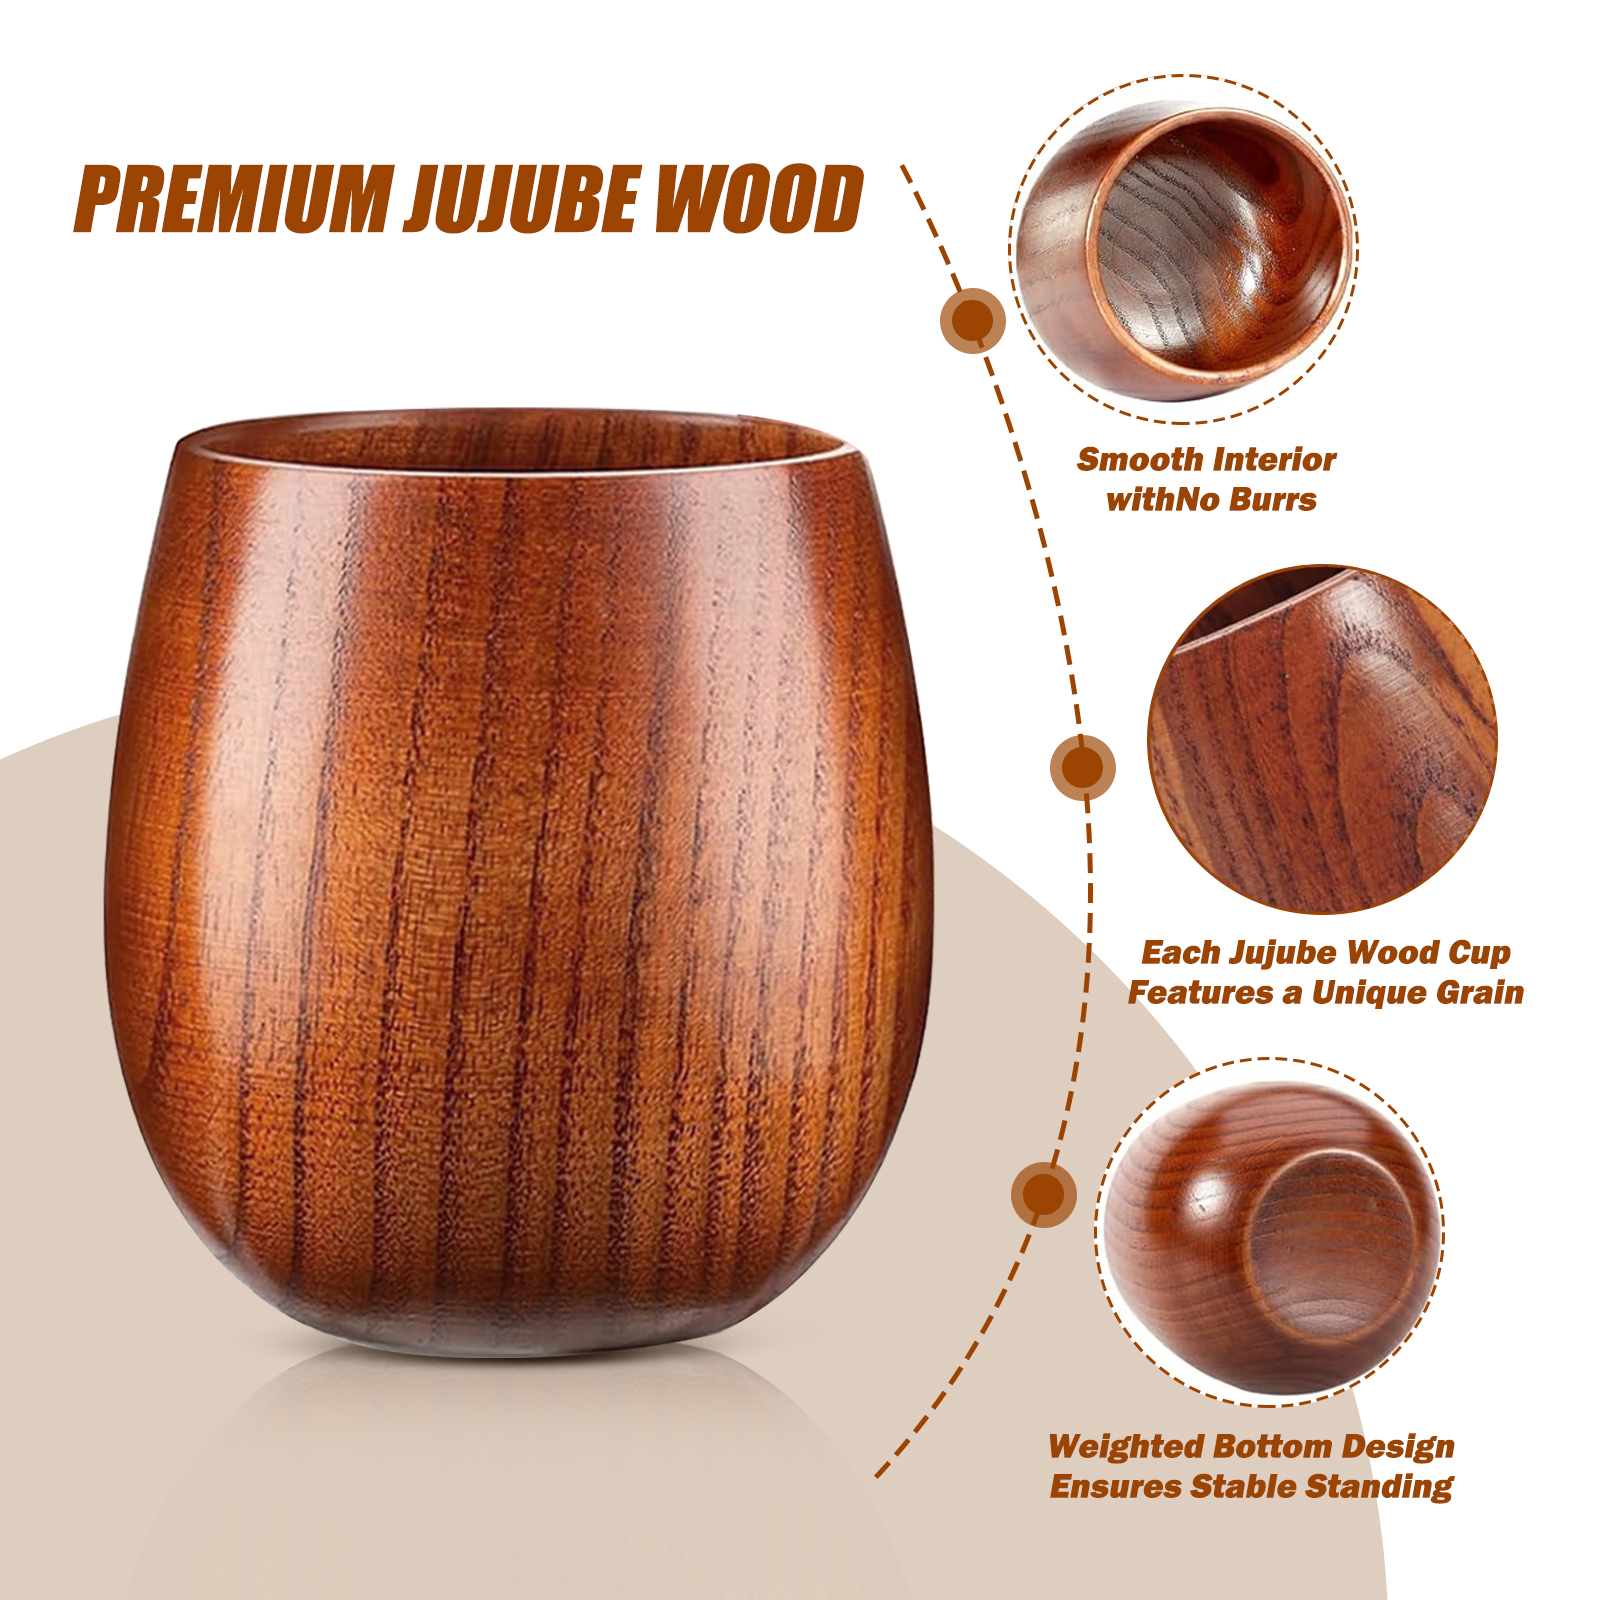 PREMIUM JUJUBE WOOD
Smooth Interior
withNo Burrs
Each Jujube Wood Cup
Features a Unique Grain
Weighted Bottom Design
Ensures Stable Standing